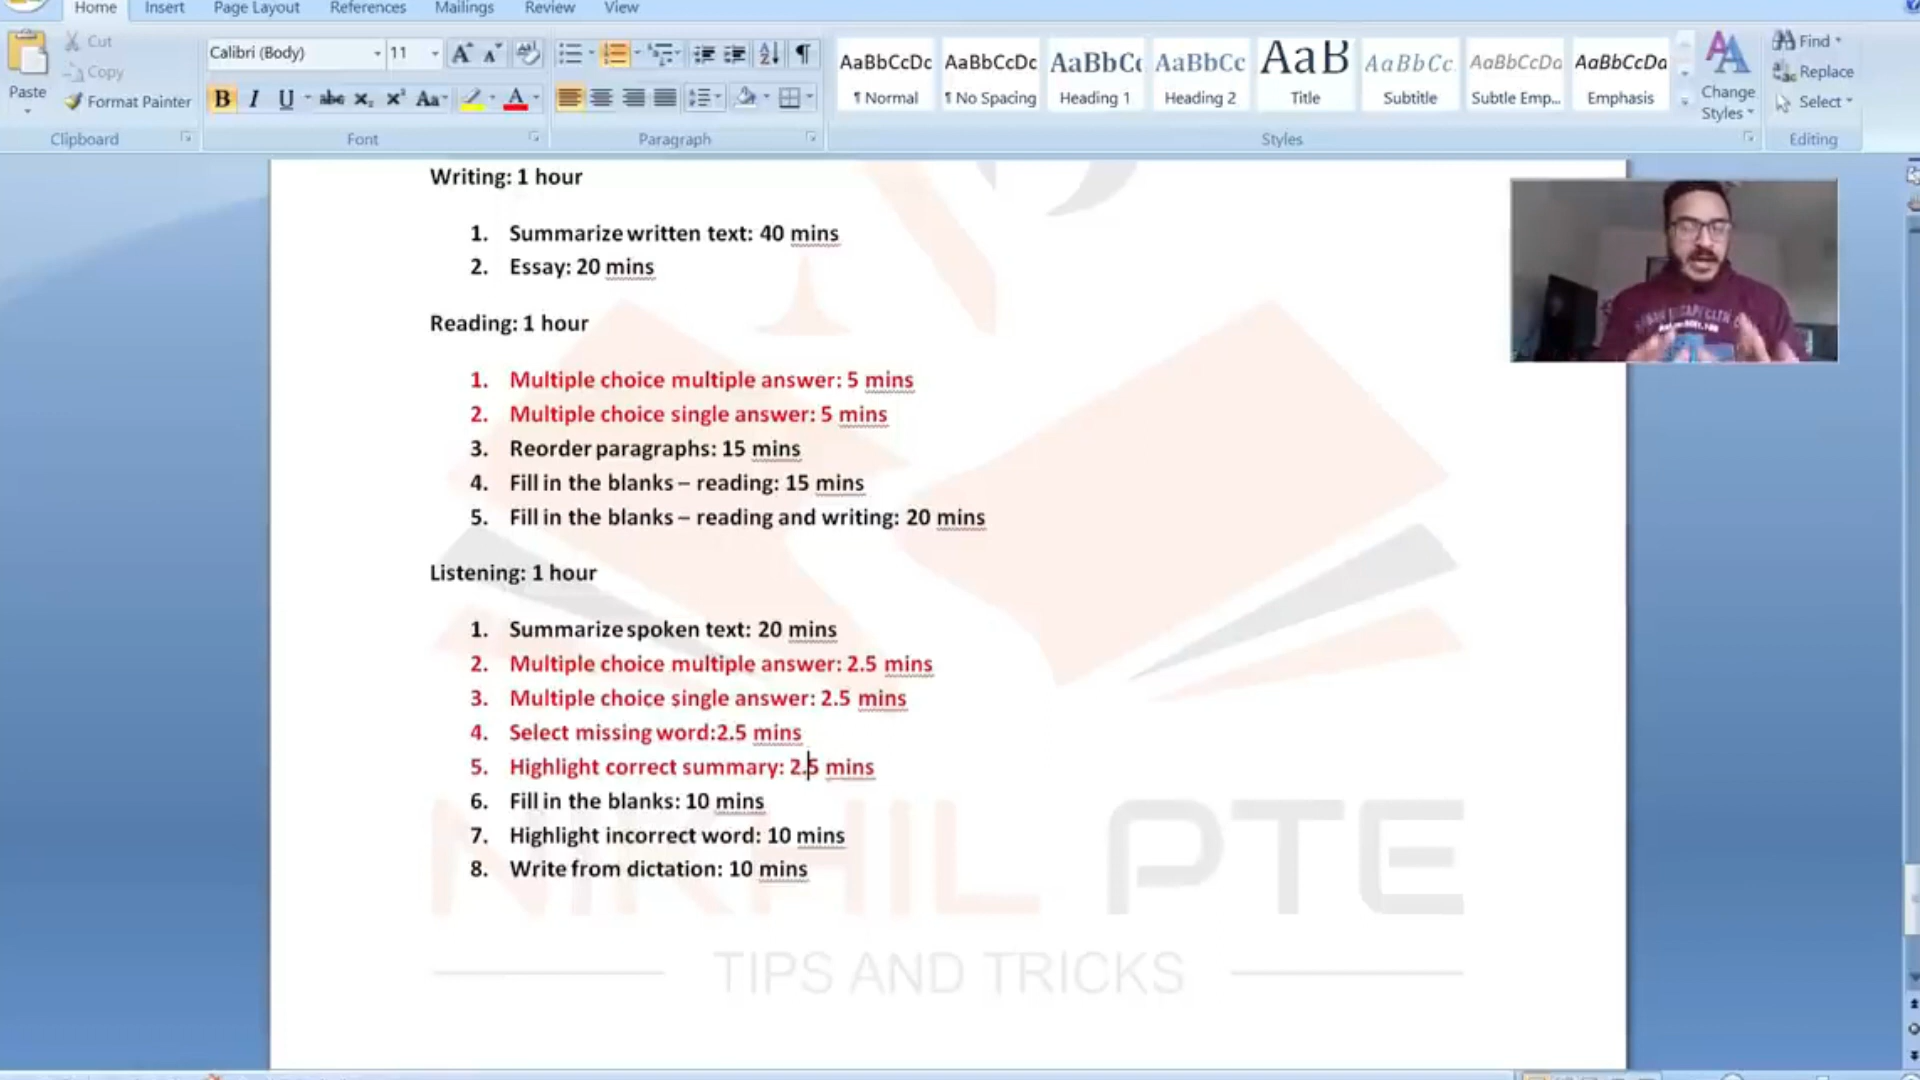 Home Insert Page Layout References Mailings Review View
Cut
Copy
Paste
Format Painter
Clipboard
Calibri (Body) 11
B I U abc X₂ X² Aa A
Font
Paragraph
AaBbCcDc AaBbCcDc AaBbCc AaBbCc AaB AaBbCc. AaBbCcDa AaBbCcDa
¶ Normal ¶ No Spacing Heading 1 Heading 2 Title Subtitle Subtle Emp... Emphasis
Change
Styles
Styles
Find
Replace
Select
Editing
Writing: 1 hour
1. Summarize written text: 40 mins
2. Essay: 20 mins
Reading: 1 hour
1. Multiple choice multiple answer: 5 mins
2. Multiple choice single answer: 5 mins
3. Reorder paragraphs: 15 mins
4. Fill in the blanks – reading: 15 mins
5. Fill in the blanks – reading and writing: 20 mins
Listening: 1 hour
1. Summarize spoken text: 20 mins
2. Multiple choice multiple answer: 2.5 mins
3. Multiple choice single answer: 2.5 mins
4. Select missing word:2.5 mins
5. Highlight correct summary: 2.5 mins
6. Fill in the blanks: 10 mins
7. Highlight incorrect word: 10 mins
8. Write from dictation: 10 mins
NIKHIL PTE
TIPS AND TRICKS